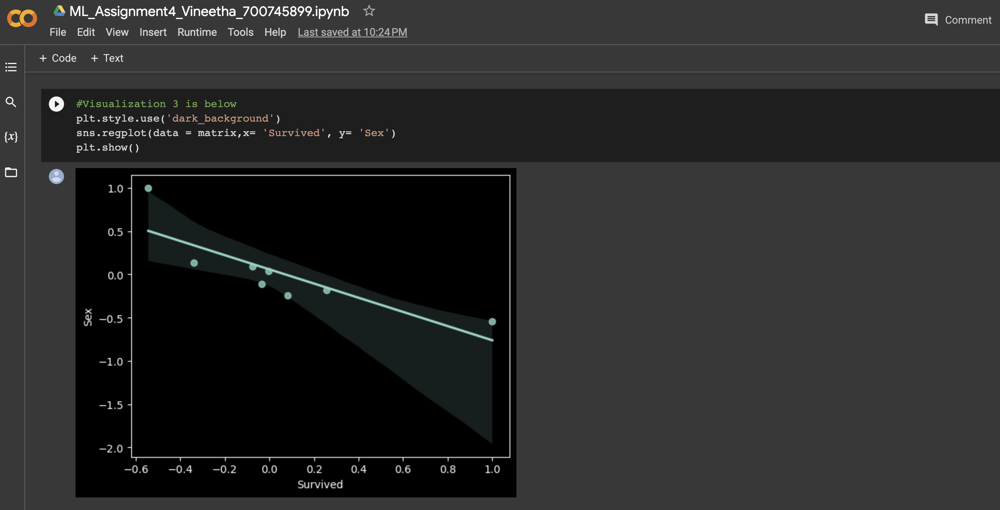 ML_Assignment4_Vineetha_700745899.ipynb
File Edit View Insert Runtime Tools Help Last saved at 10:24 PM
Comment
+ Code + Text
{x}
#Visualization 3 is below
plt.style.use('dark_background')
sns.regplot(data = matrix,x= 'Survived', y= 'Sex')
plt.show()
1.0
0.5
0.0
−0.5
−1.0
−1.5
−2.0
Sex
−0.6 −0.4 −0.2 0.0 0.2 0.4 0.6 0.8 1.0
Survived